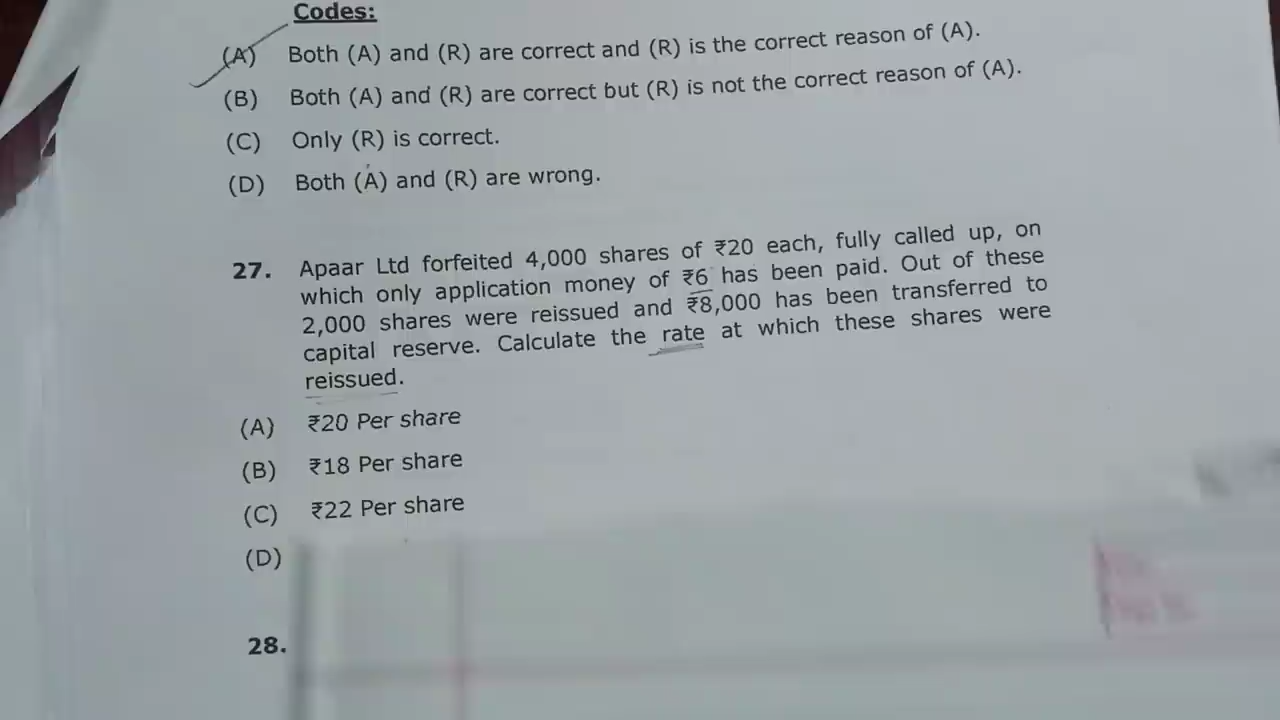 Codes:
(A) Both (A) and (R) are correct and (R) is the correct reason of (A).
(B) Both (A) and (R) are correct but (R) is not the correct reason of (A).
(C) Only (R) is correct.
(D) Both (A) and (R) are wrong.
27. Apaar Ltd forfeited 4,000 shares of ₹20 each, fully called up, on
which only application money of ₹6 has been paid. Out of these
2,000 shares were reissued and ₹8,000 has been transferred to
capital reserve. Calculate the rate at which these shares were
reissued.
(A) ₹20 Per share
(B) ₹18 Per share
(C) ₹22 Per share
(D)
28.